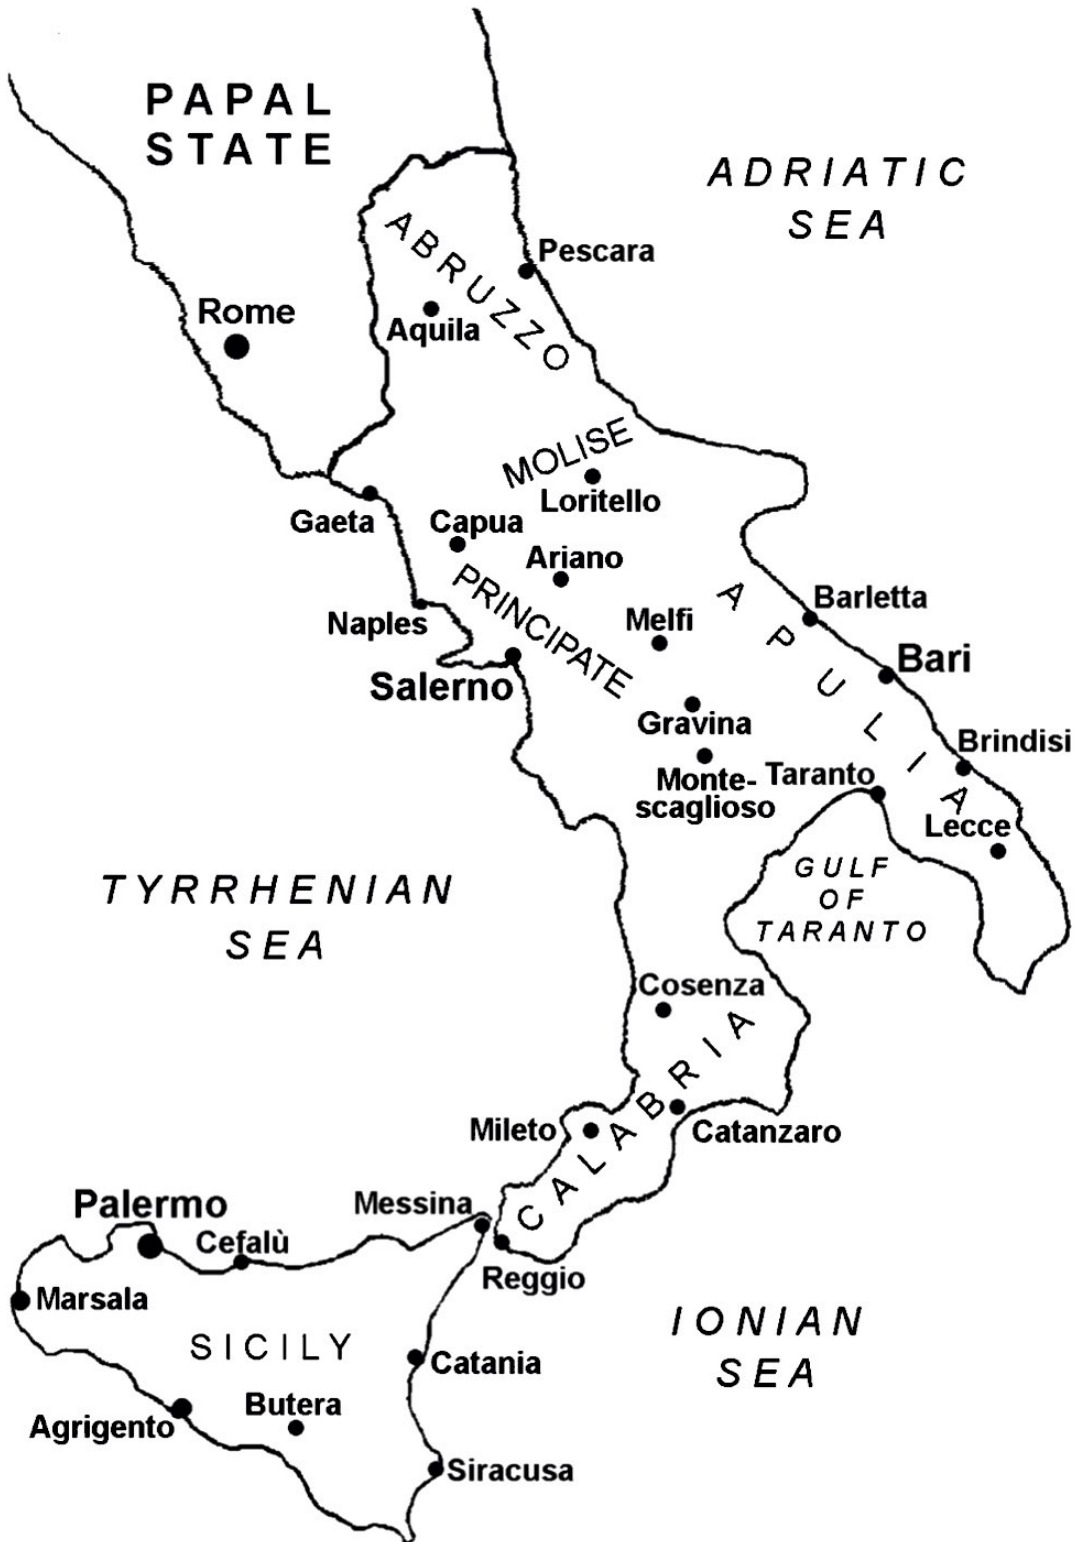 PAPAL
STATE
ADRIATIC
SEA
ABRUZZO
Pescara
Rome
Aquila
MOLISE
Loritello
Gaeta
Capua
Ariano
PRINCIPATE
Naples
Melfi
APULIA
Barletta
Bari
Salerno
Gravina
Brindisi
Monte-
scaglioso
Taranto
Lecce
GULF
OF
TARANTO
TYRRHENIAN
SEA
Cosenza
CALABRIA
Mileto
Catanzaro
Palermo
Messina
Cefalù
Reggio
Marsala
IONIAN
SEA
SICILY
Catania
Butera
Agrigento
Siracusa